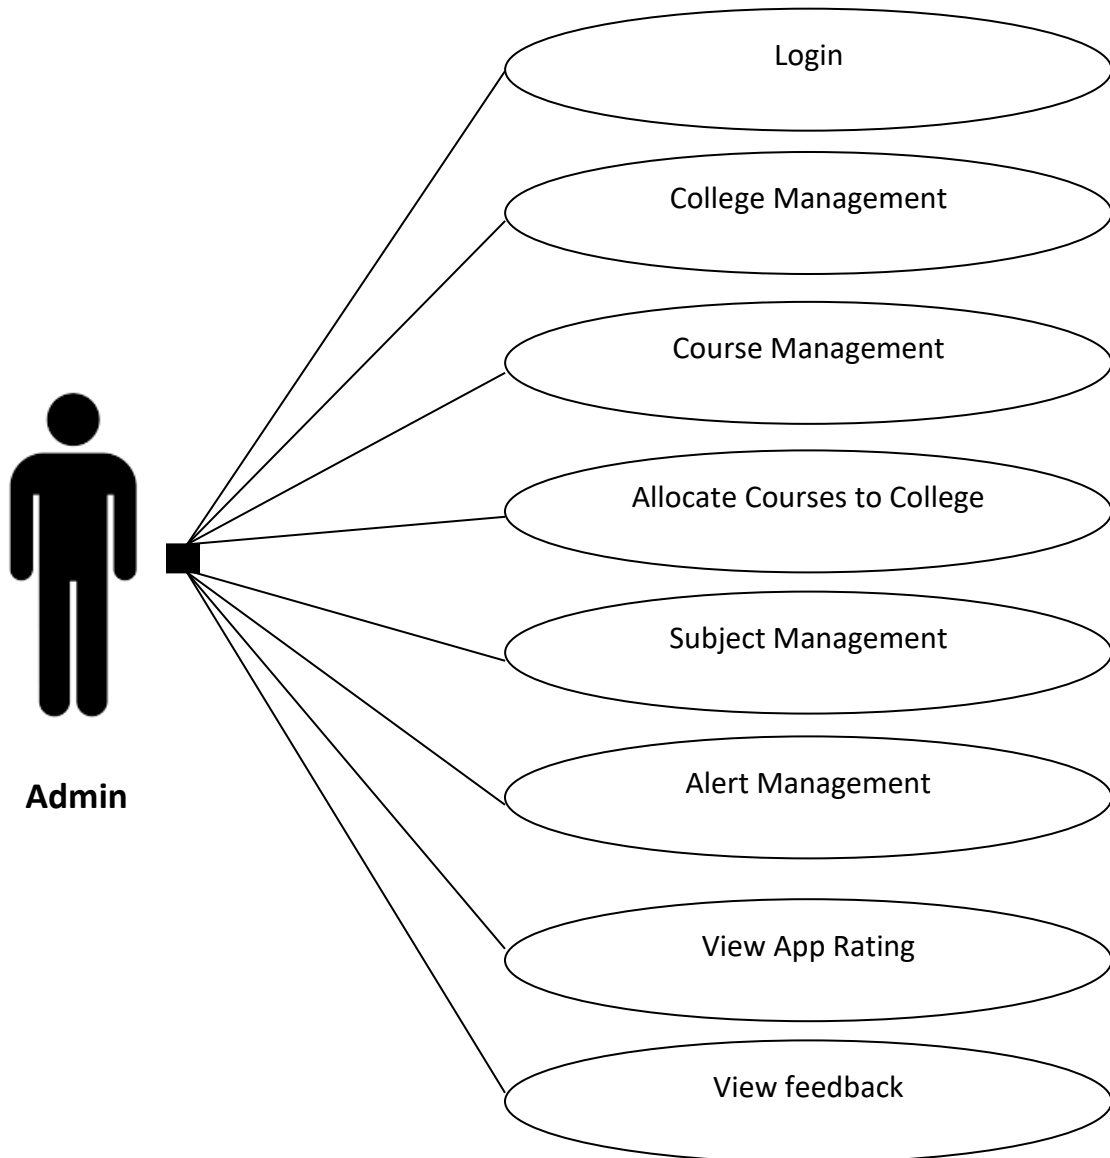 Login
College Management
Course Management
Allocate Courses to College
Subject Management
Admin
Alert Management
View App Rating
View feedback